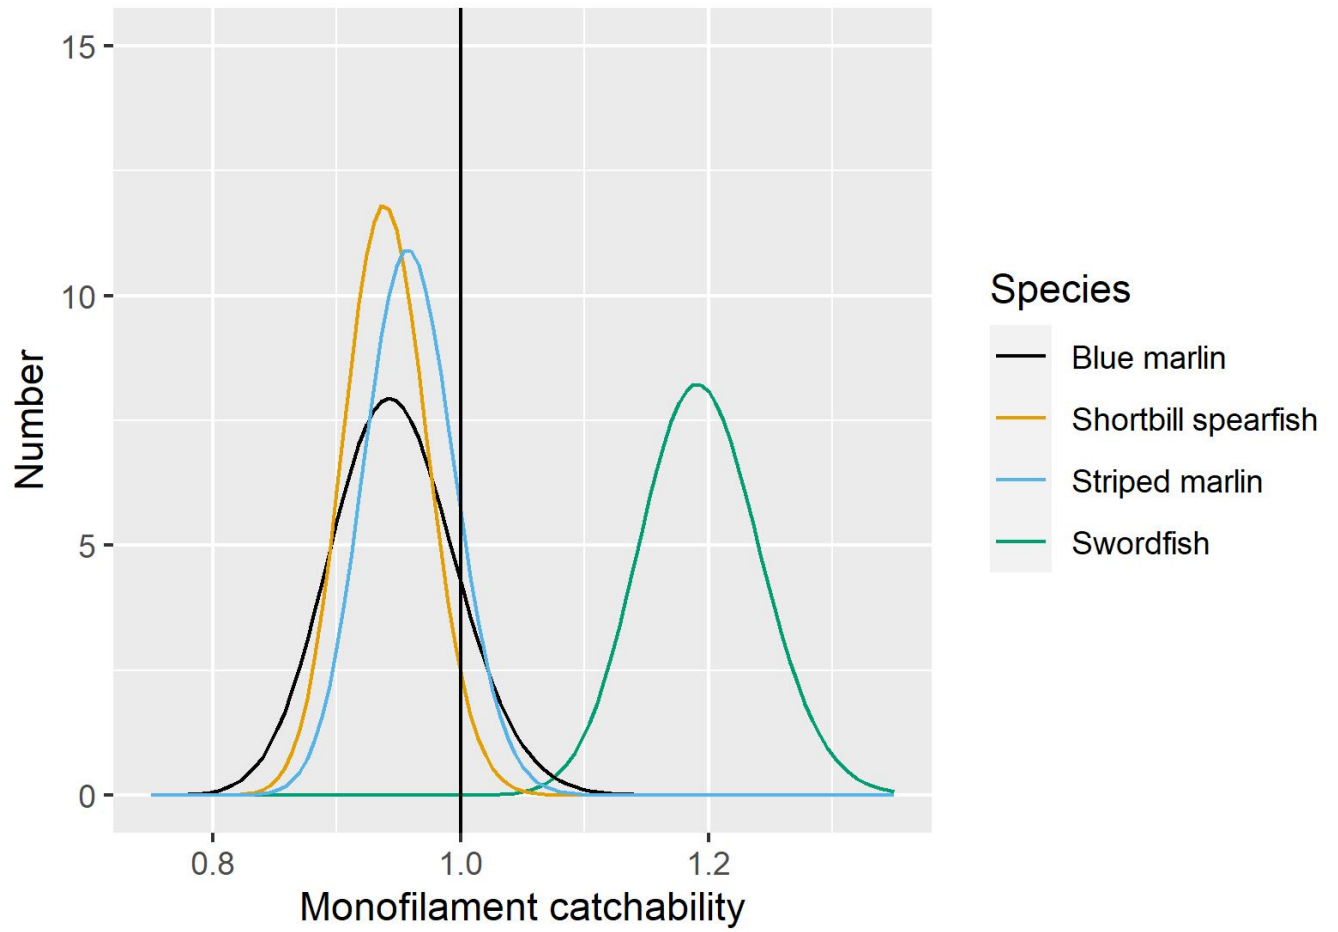 15
10
5
0
Number
0.8 1.0 1.2
Monofilament catchability
Species
Blue marlin
Shortbill spearfish
Striped marlin
Swordfish